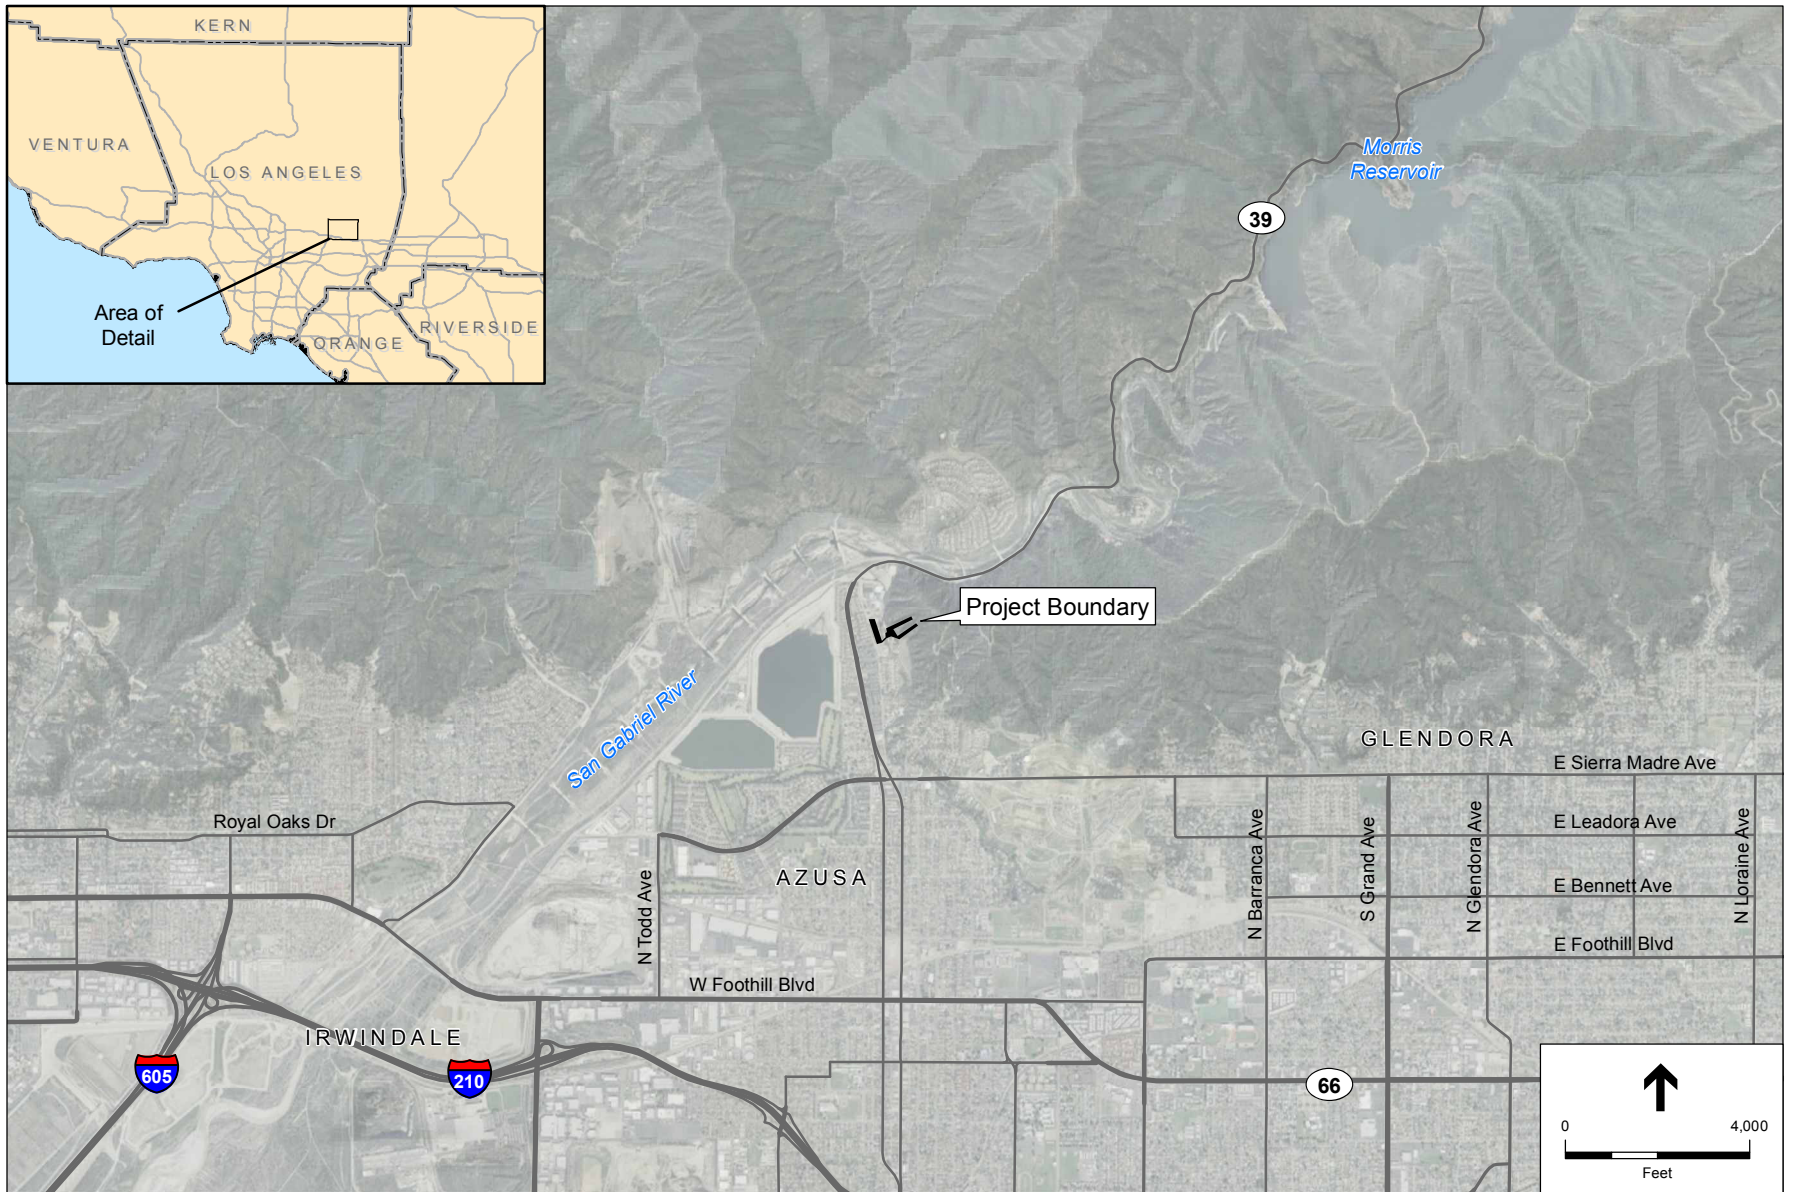 KERN
VENTURA
LOS ANGELES
Area of
Detail
RIVERSIDE
ORANGE
Morris
Reservoir
39
Project Boundary
San Gabriel River
GLENDORA
E Sierra Madre Ave
Royal Oaks Dr
E Leadora Ave
AZUSA
N Todd Ave
N Barranca Ave
S Grand Ave
N Glendora Ave
N Loraine Ave
E Bennett Ave
E Foothill Blvd
W Foothill Blvd
IRWINDALE
605
210
66
0
4,000
Feet